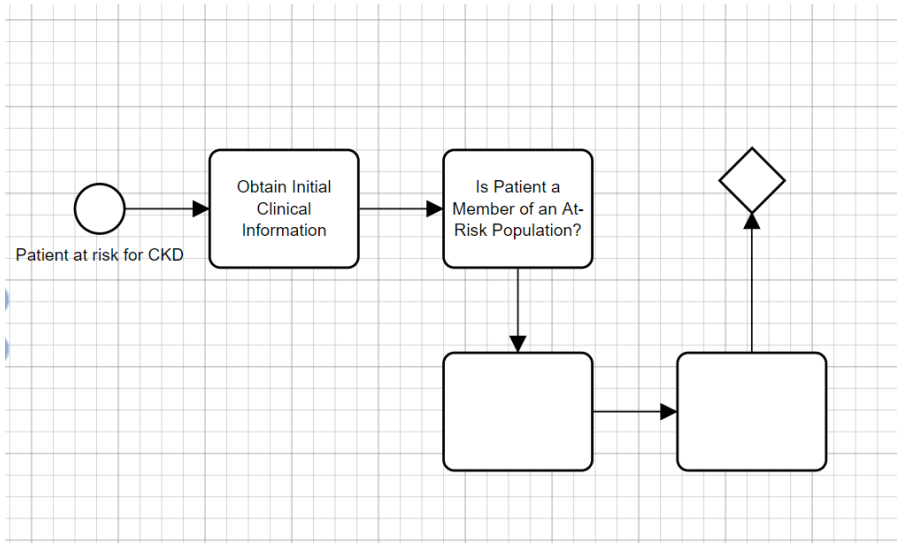 Obtain Initial
Clinical
Information
Is Patient a
Member of an At-
Risk Population?
Patient at risk for CKD